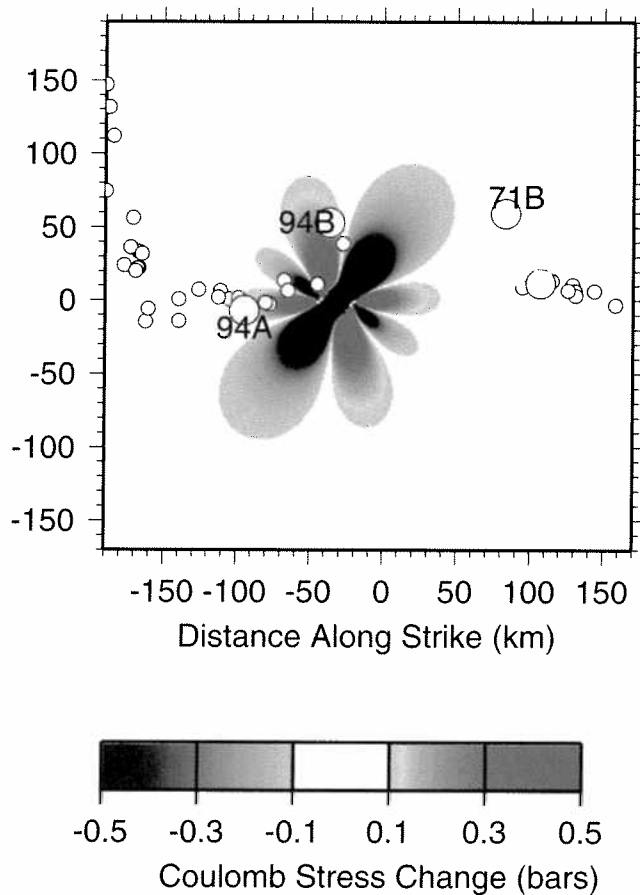 150
100
94B
71B
50
0
94A
-50
-100
-150
-150 -100 -50 0 50 100 150
Distance Along Strike (km)
-0.5 -0.3 -0.1 0.1 0.3 0.5
Coulomb Stress Change (bars)